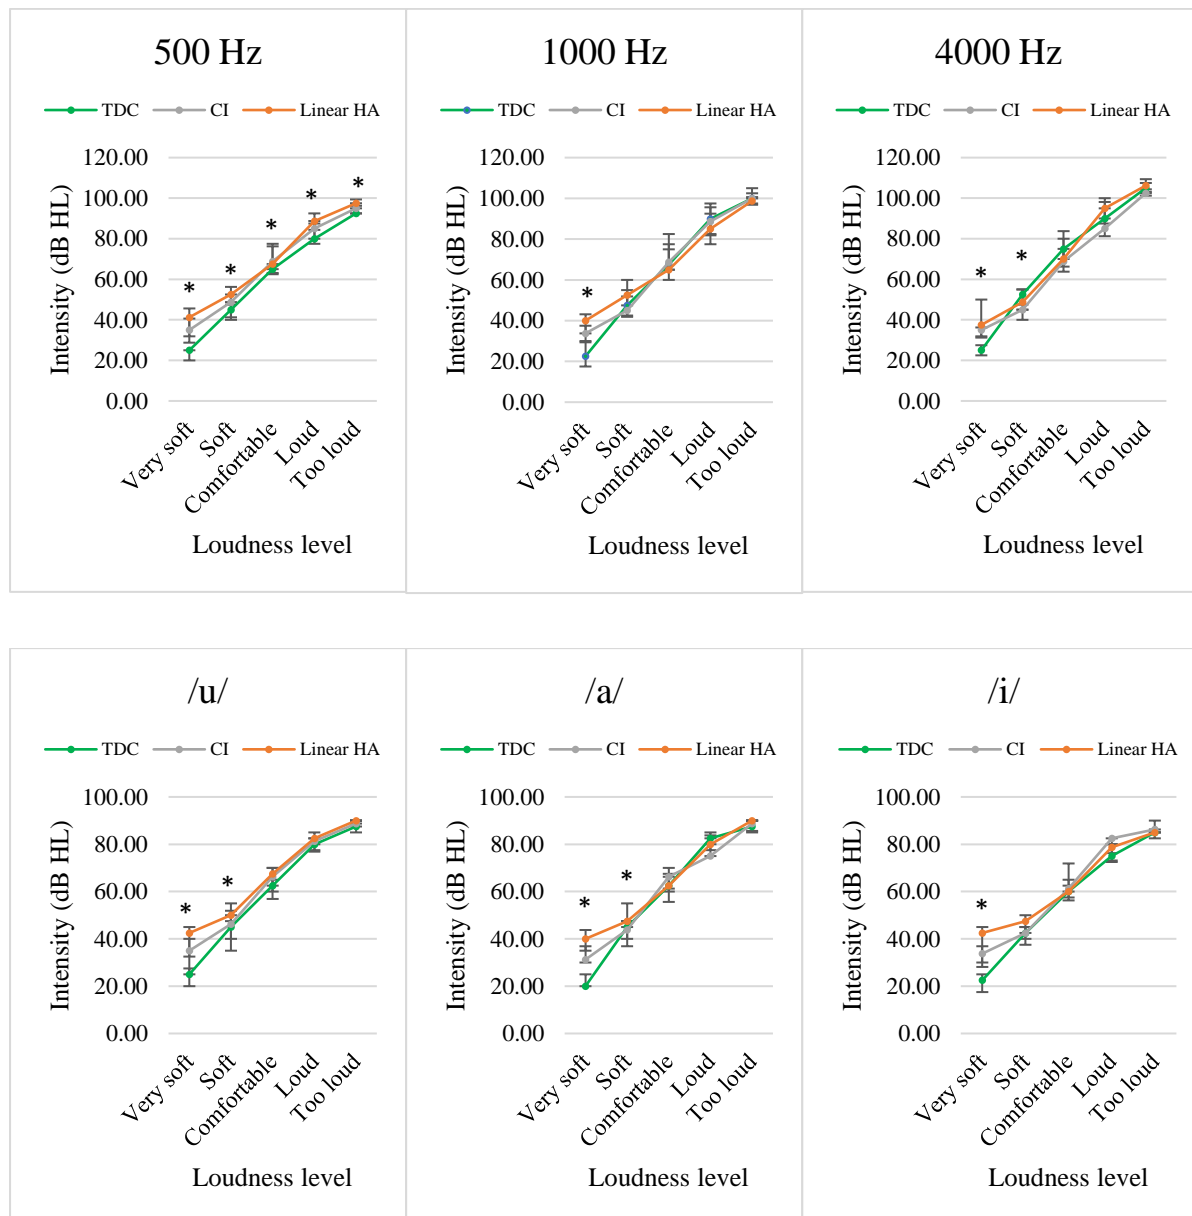 500 Hz
TDC CI Linear HA
Intensity (dB HL)
120.00
100.00
80.00
60.00
40.00
20.00
0.00
* * * * *
Very soft
Soft
Comfortable
Loud
Too loud
Loudness level
1000 Hz
TDC CI Linear HA
Intensity (dB HL)
120.00
100.00
80.00
60.00
40.00
20.00
0.00
*
Very soft
Soft
Comfortable
Loud
Too loud
Loudness level
4000 Hz
TDC CI Linear HA
Intensity (dB HL)
120.00
100.00
80.00
60.00
40.00
20.00
0.00
* *
Very soft
Soft
Comfortable
Loud
Too loud
Loudness level
/u/
TDC CI Linear HA
Intensity (dB HL)
100.00
80.00
60.00
40.00
20.00
0.00
* *
Very soft
Soft
Comfortable
Loud
Too loud
Loudness level
/a/
TDC CI Linear HA
Intensity (dB HL)
100.00
80.00
60.00
40.00
20.00
0.00
* *
Very soft
Soft
Comfortable
Loud
Too loud
Loudness level
/i/
TDC CI Linear HA
Intensity (dB HL)
100.00
80.00
60.00
40.00
20.00
0.00
*
Very soft
Soft
Comfortable
Loud
Too loud
Loudness level